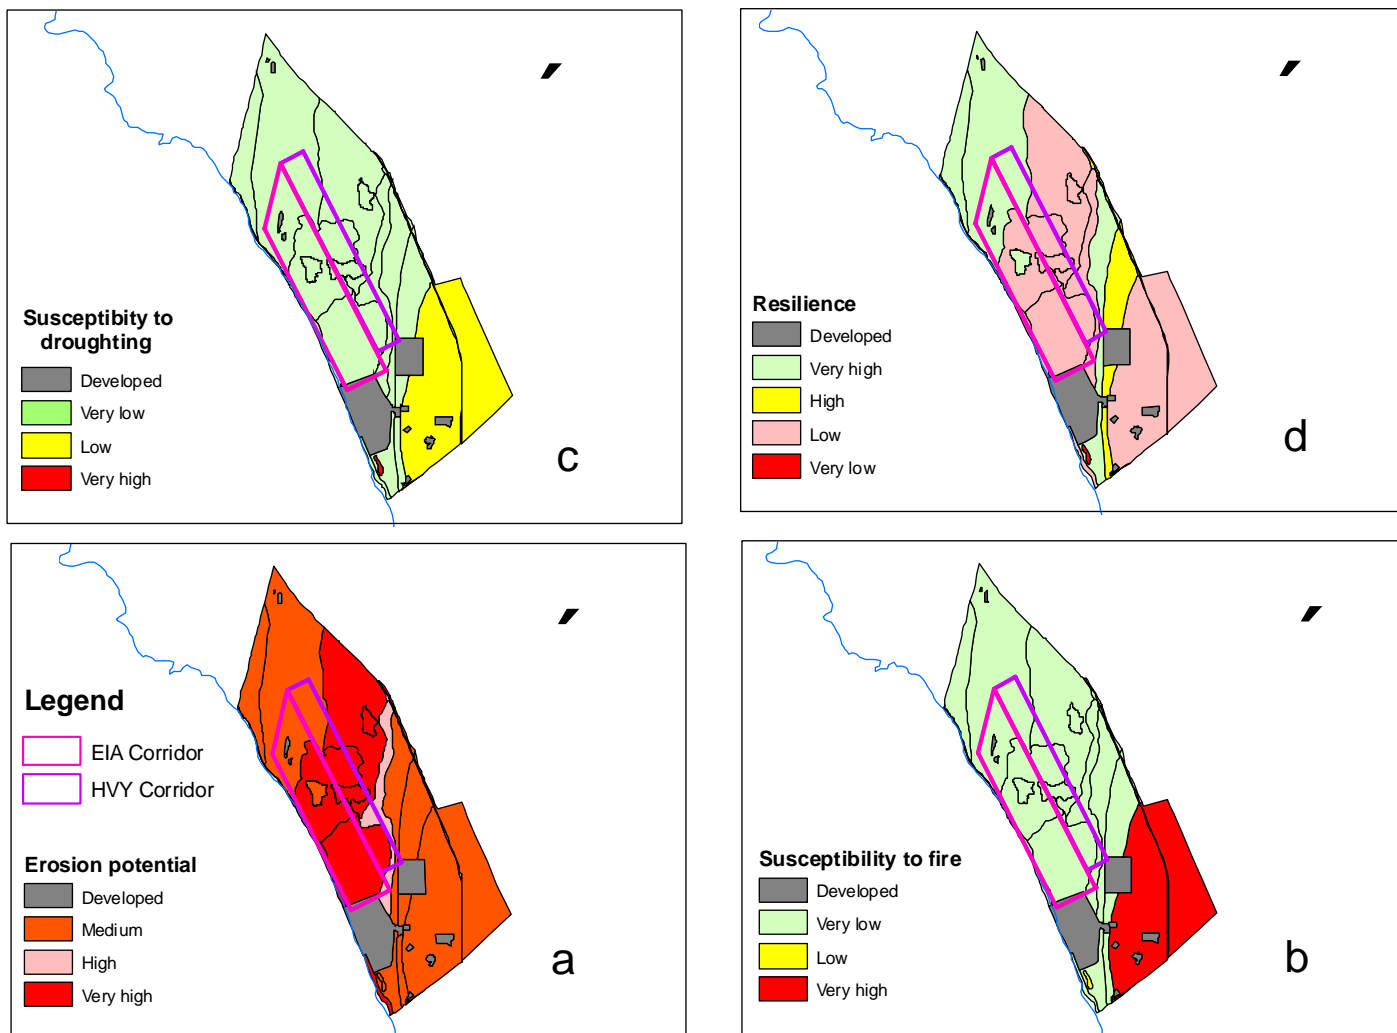 Susceptibity to
droughting
Developed
Very low
Low
Very high
c
Resilience
Developed
Very high
High
Low
Very low
d
Legend
EIA Corridor
HVY Corridor
Erosion potential
Developed
Medium
High
Very high
a
Susceptibility to fire
Developed
Very low
Low
Very high
b